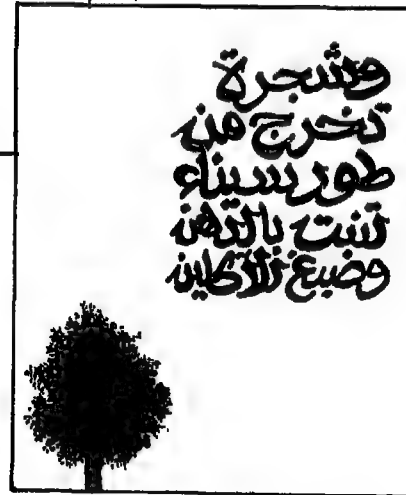 وشجرة
تخرج من
طور سيناء
تنبت بالدهن
وصبغ للآكلين